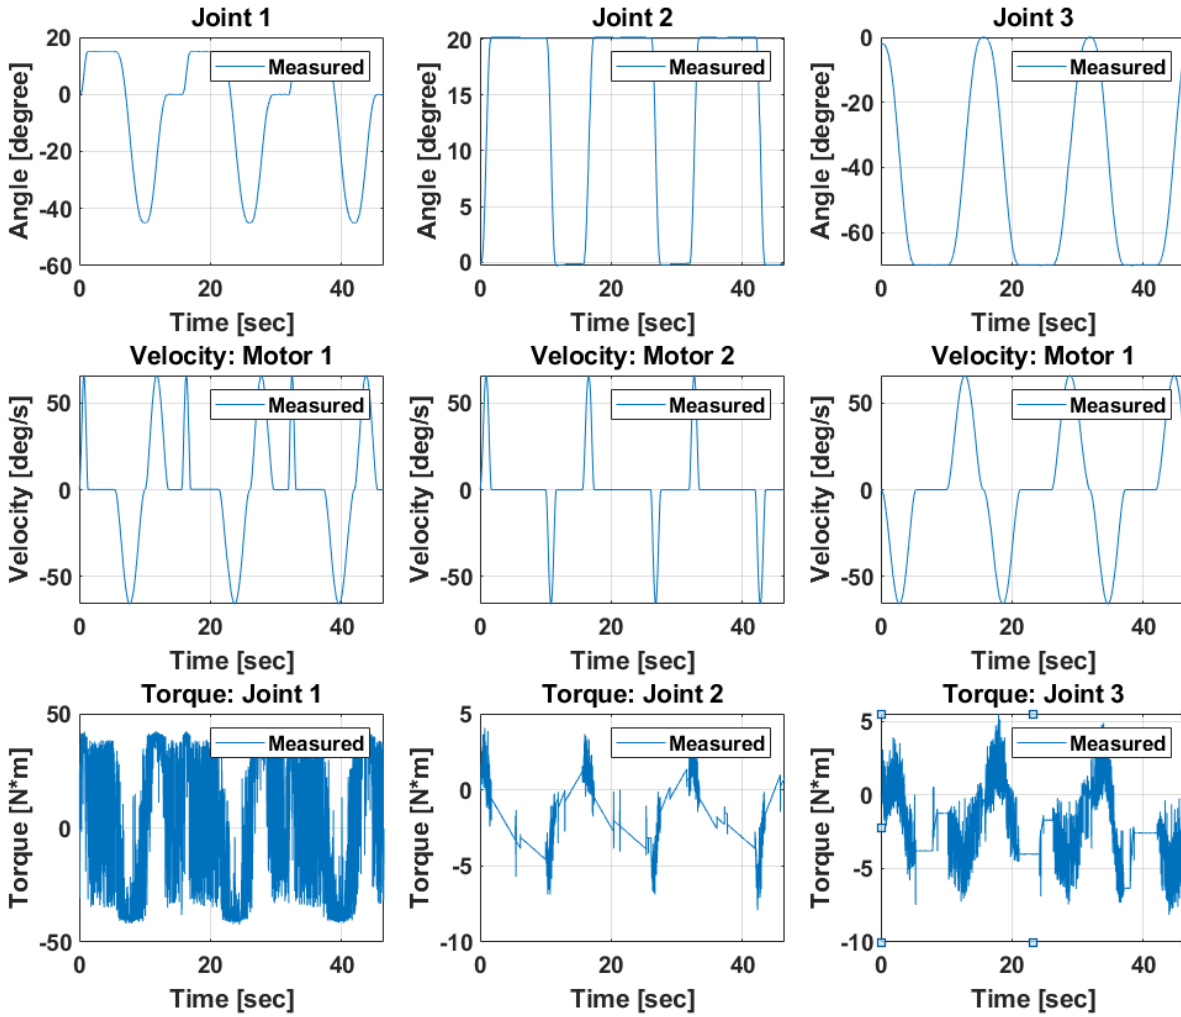 Joint 1
Joint 2
Joint 3
Angle [degree]
20
0
-20
-40
-60
Measured
0
20
40
Time [sec]
Angle [degree]
20
15
10
5
0
Measured
0
20
40
Time [sec]
Angle [degree]
0
-20
-40
-60
Measured
0
20
40
Time [sec]
Velocity: Motor 1
Velocity: Motor 2
Velocity: Motor 1
Velocity [deg/s]
50
0
-50
Measured
0
20
40
Time [sec]
Velocity [deg/s]
50
0
-50
Measured
0
20
40
Time [sec]
Velocity [deg/s]
50
0
-50
Measured
0
20
40
Time [sec]
Torque: Joint 1
Torque: Joint 2
Torque: Joint 3
Torque [N*m]
50
0
-50
Measured
0
20
40
Time [sec]
Torque [N*m]
5
0
-5
-10
Measured
0
20
40
Time [sec]
Torque [N*m]
5
0
-5
-10
Measured
0
20
40
Time [sec]